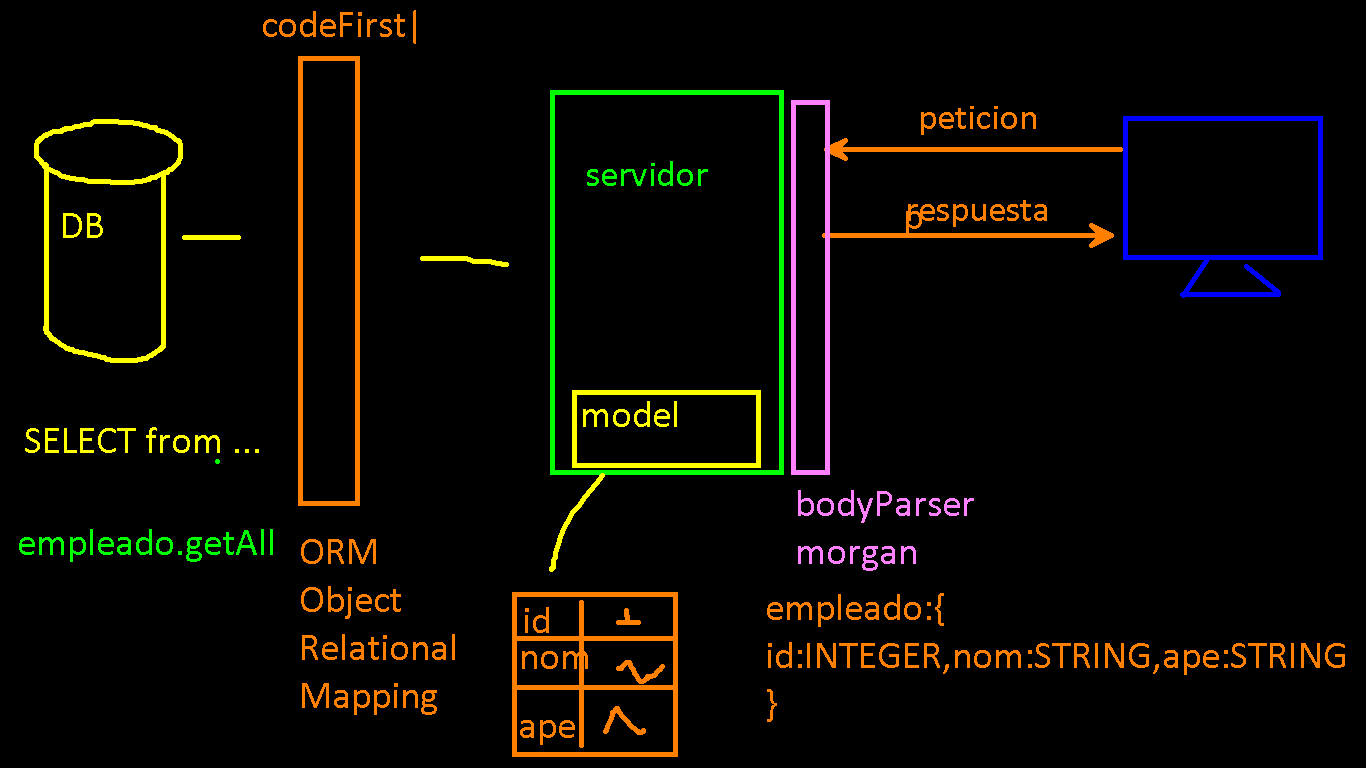 codeFirst|
peticion
servidor
respuesta
p
DB
model
SELECT from ...
bodyParser
empleado.getAll
ORM
morgan
Object
empleado:{
id
Relational
nom
id:INTEGER,nom:STRING,ape:STRING
Mapping
}
ape